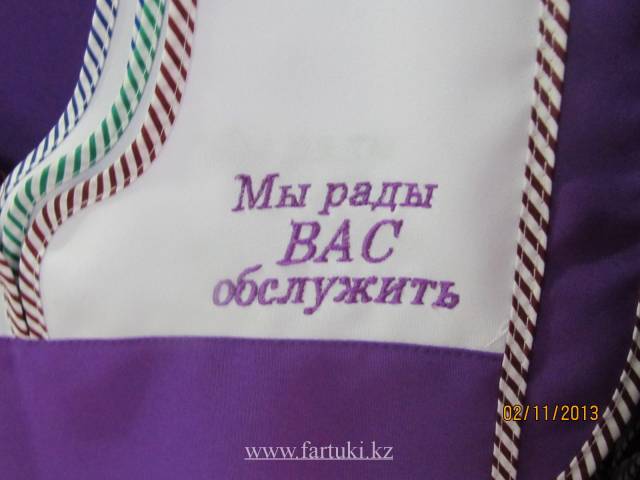 Мы рады
ВАС
обслужить
02/11/2013
www.fartuki.kz